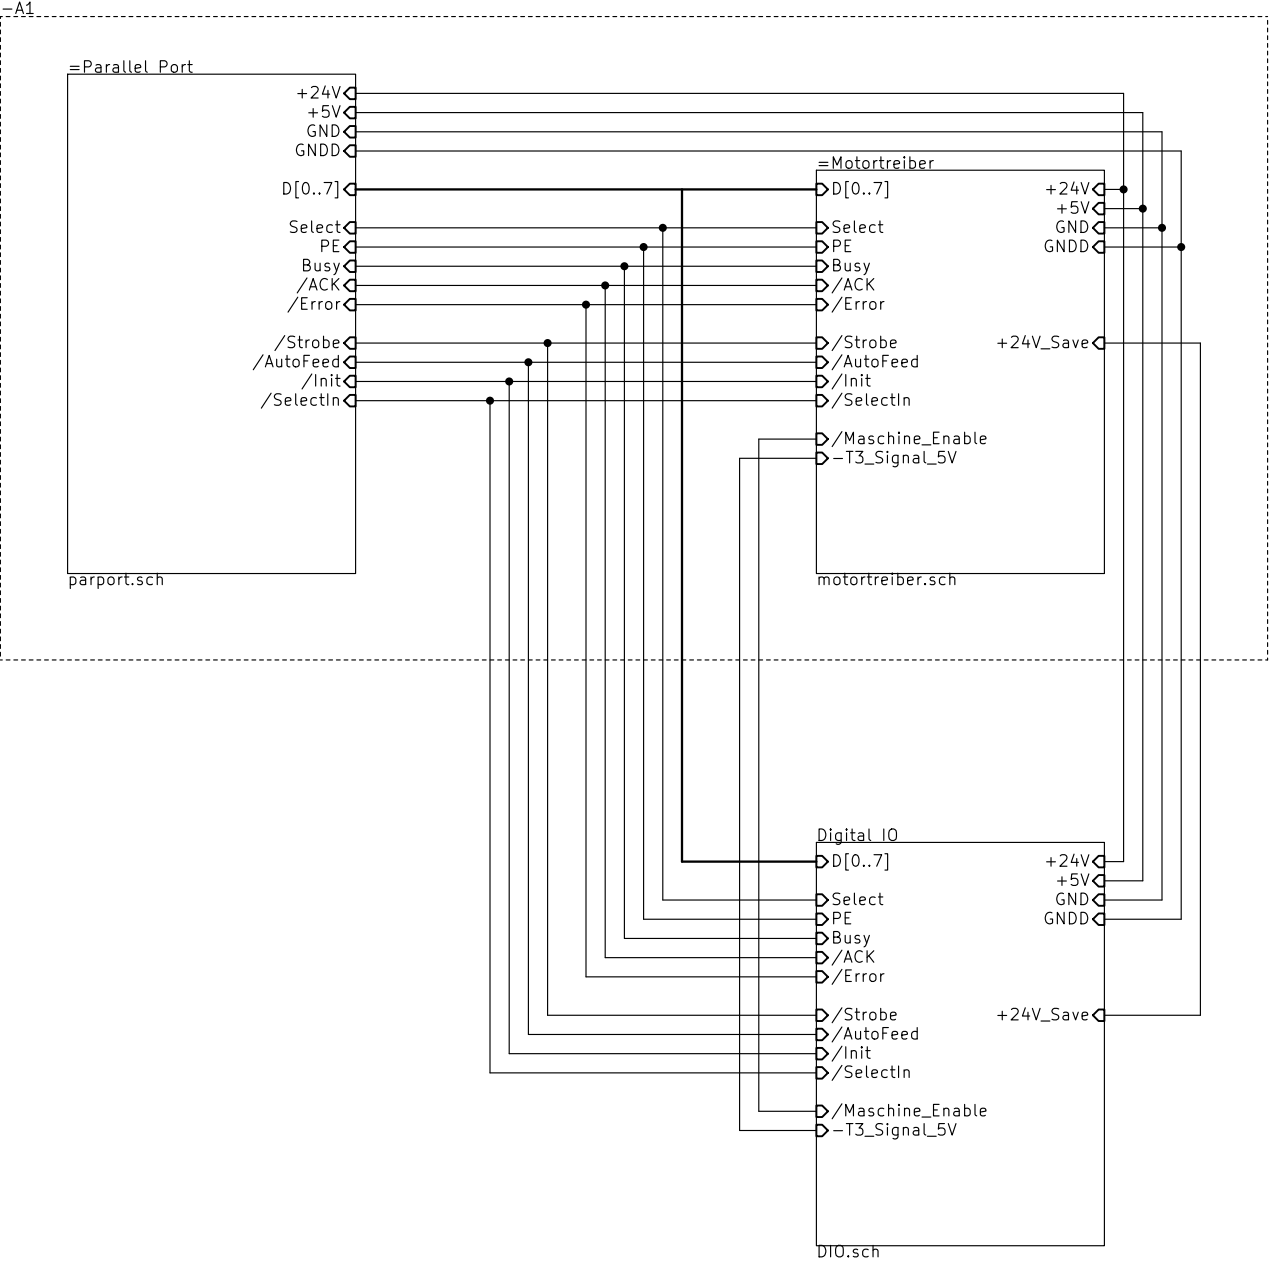 -A1
=Parallel Port
+24V
+5V
GND
GNDD
D[0..7]
Select
PE
Busy
/ACK
/Error
/Strobe
/AutoFeed
/Init
/SelectIn
parport.sch
=Motortreiber
D[0..7]
Select
PE
Busy
/ACK
/Error
/Strobe
/AutoFeed
/Init
/SelectIn
/Maschine_Enable
-T3_Signal_5V
+24V
+5V
GND
GNDD
+24V_Save
motortreiber.sch
Digital IO
D[0..7]
Select
PE
Busy
/ACK
/Error
/Strobe
/AutoFeed
/Init
/SelectIn
/Maschine_Enable
-T3_Signal_5V
+24V
+5V
GND
GNDD
+24V_Save
DIO.sch